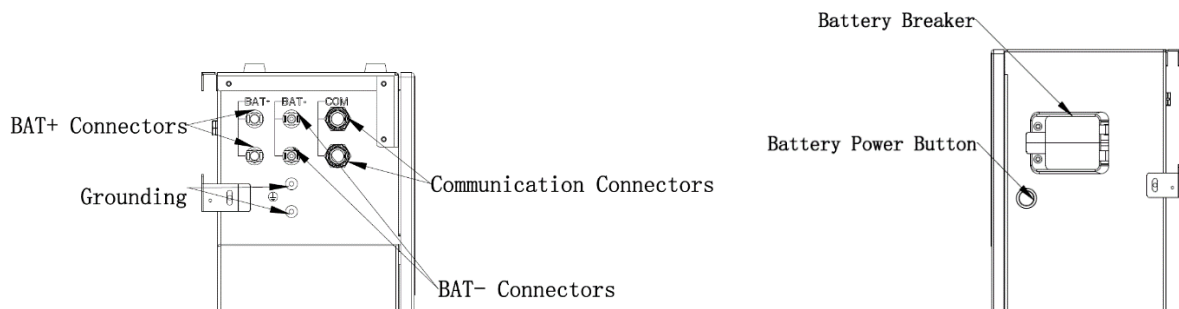 Battery Breaker
BAT- BAT- COM
BAT+ Connectors
Battery Power Button
Communication Connectors
Grounding
BAT- Connectors